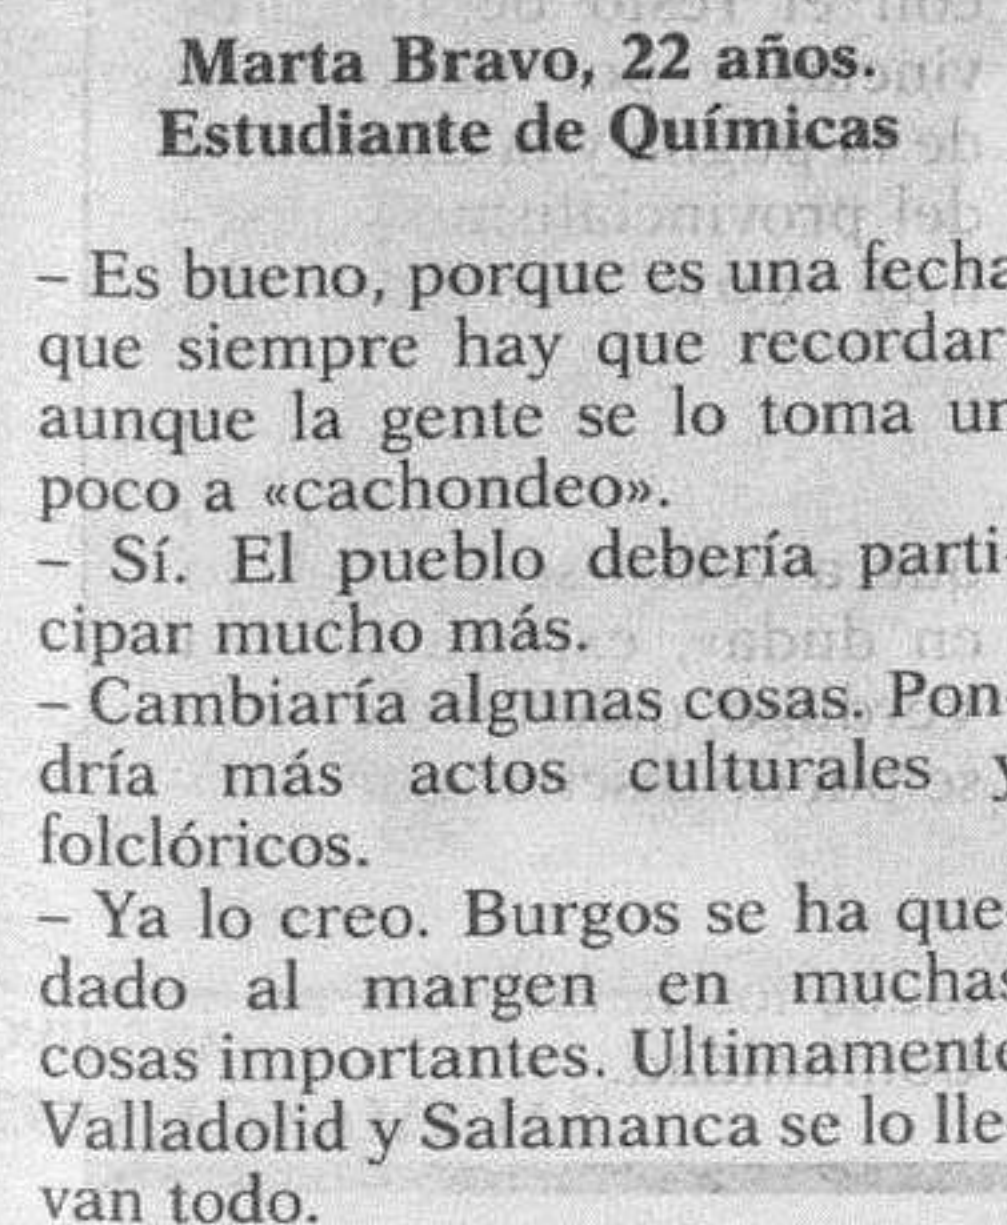 Marta Bravo, 22 años.
Estudiante de Químicas
– Es bueno, porque es una fecha
que siempre hay que recordar,
aunque la gente se lo toma un
poco a «cachondeo».
– Sí. El pueblo debería parti-
cipar mucho más.
– Cambiaría algunas cosas. Pon-
dría más actos culturales y
folclóricos.
– Ya lo creo. Burgos se ha que-
dado al margen en muchas
cosas importantes. Ultimamente
Valladolid y Salamanca se lo lle-
van todo.